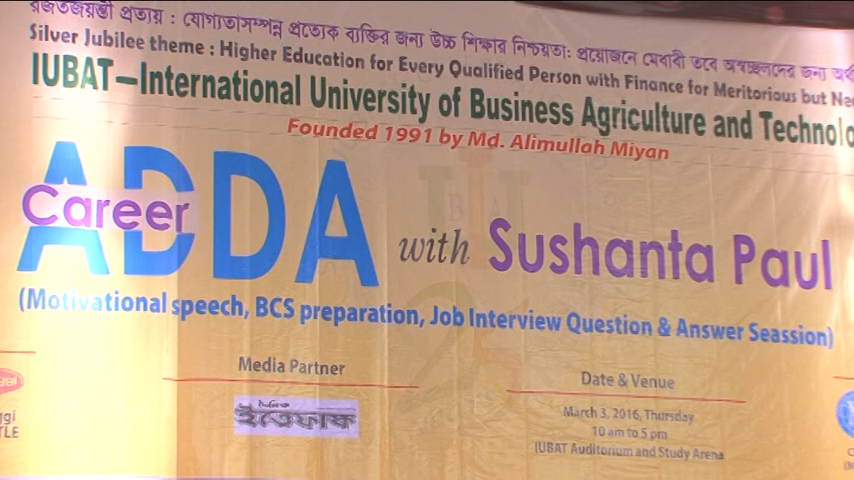 রজতজয়ন্তী প্রত্যয় : যোগ্যতাসম্পন্ন প্রত্যেক ব্যক্তির জন্য উচ্চ শিক্ষার নিশ্চয়তা: প্রয়োজনে মেধাবী তবে অস্বচ্ছলদের জন্য
Silver Jubilee theme : Higher Education for Every Qualified Person with Finance for Meritorious but Nee
IUBAT—International University of Business Agriculture and Technolo
Founded 1991 by Md. Alimullah Miyan
Career
ADDA with Sushanta Paul
(Motivational speech, BCS preparation, Job Interview Question & Answer Seassion)
Media Partner
দৈনিক
ইত্তেফাক
Date & Venue
March 3, 2016, Thursday
10 am to 5 pm
IUBAT Auditorium and Study Arena